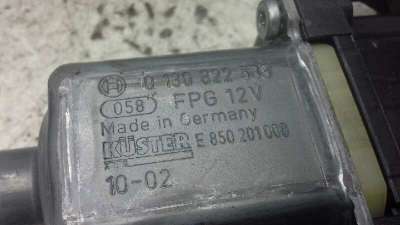 0 130 822
058 FPG 12V
Made in Germany
KÜSTER E 850 201 000
10-02